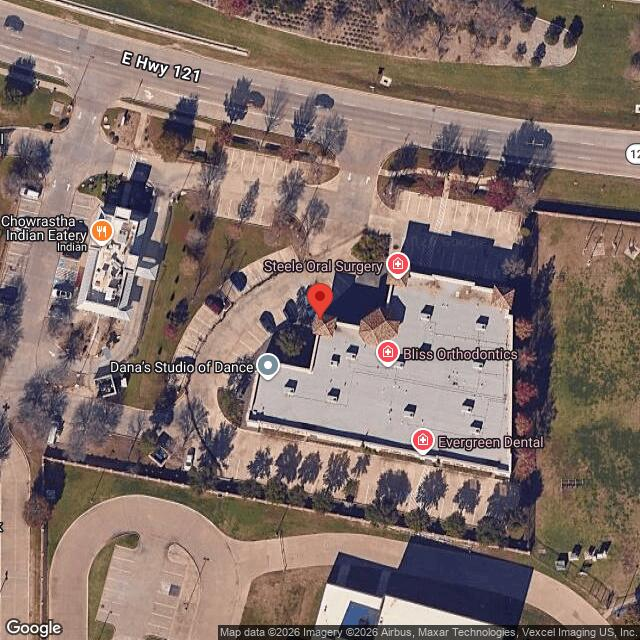 E Hwy 121
12
Chowrastha -
Indian Eatery
Indian
Steele Oral Surgery
Dana's Studio of Dance
Bliss Orthodontics
Evergreen Dental
Google
Map data ©2026 Imagery ©2026 Airbus, Maxar Technologies, Vexcel Imaging US, Inc.